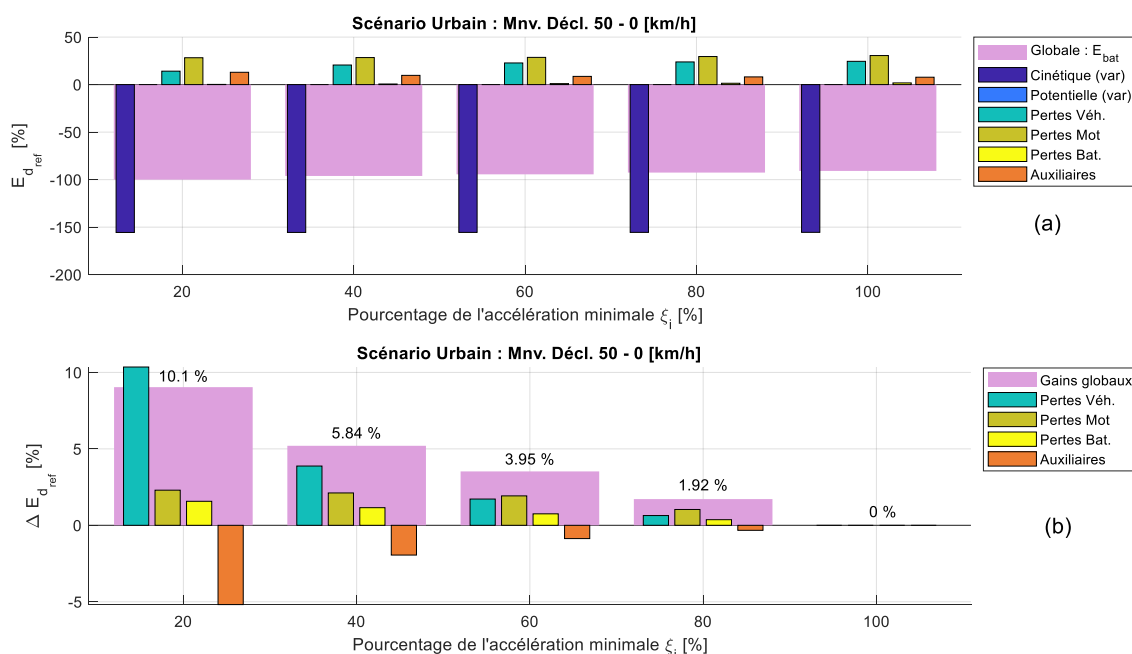 Scénario Urbain : Mnv. Décl. 50 - 0 [km/h]
50
0
-50
-100
-150
-200
E_d_ref [%]
20 40 60 80 100
Pourcentage de l'accélération minimale ξ_i [%]
Globale : E_bat
Cinétique (var)
Potentielle (var)
Pertes Véh.
Pertes Mot
Pertes Bat.
Auxiliaires
(a)
Scénario Urbain : Mnv. Décl. 50 - 0 [km/h]
10
5
0
-5
Δ E_d_ref [%]
10.1 %
5.84 %
3.95 %
1.92 %
0 %
20 40 60 80 100
Pourcentage de l'accélération minimale ξ_i [%]
Gains globaux
Pertes Véh.
Pertes Mot
Pertes Bat.
Auxiliaires
(b)